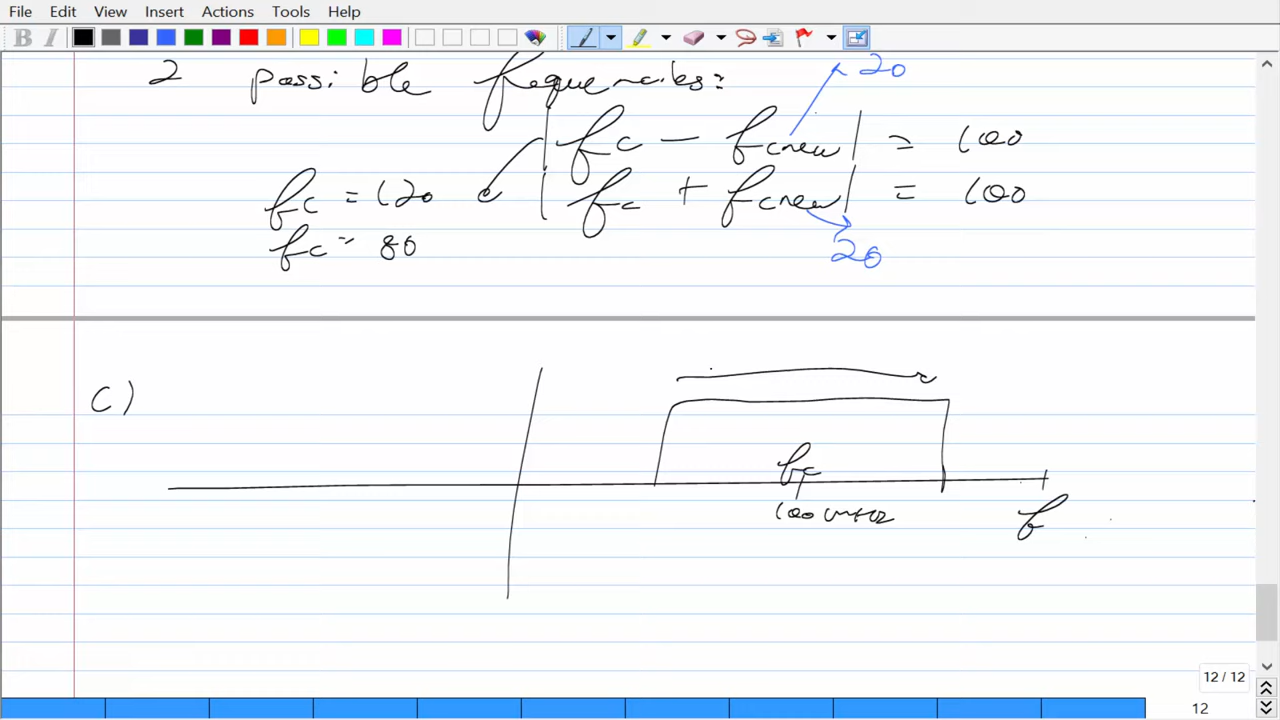 File Edit View Insert Actions Tools Help
B I
2 possible frequencies:
20
|fc - fcnew| = 100
fc = 120 |fc + fcnew| = 100
fc = 80
20
c)
fc
100 MHz
f
12 / 12
12